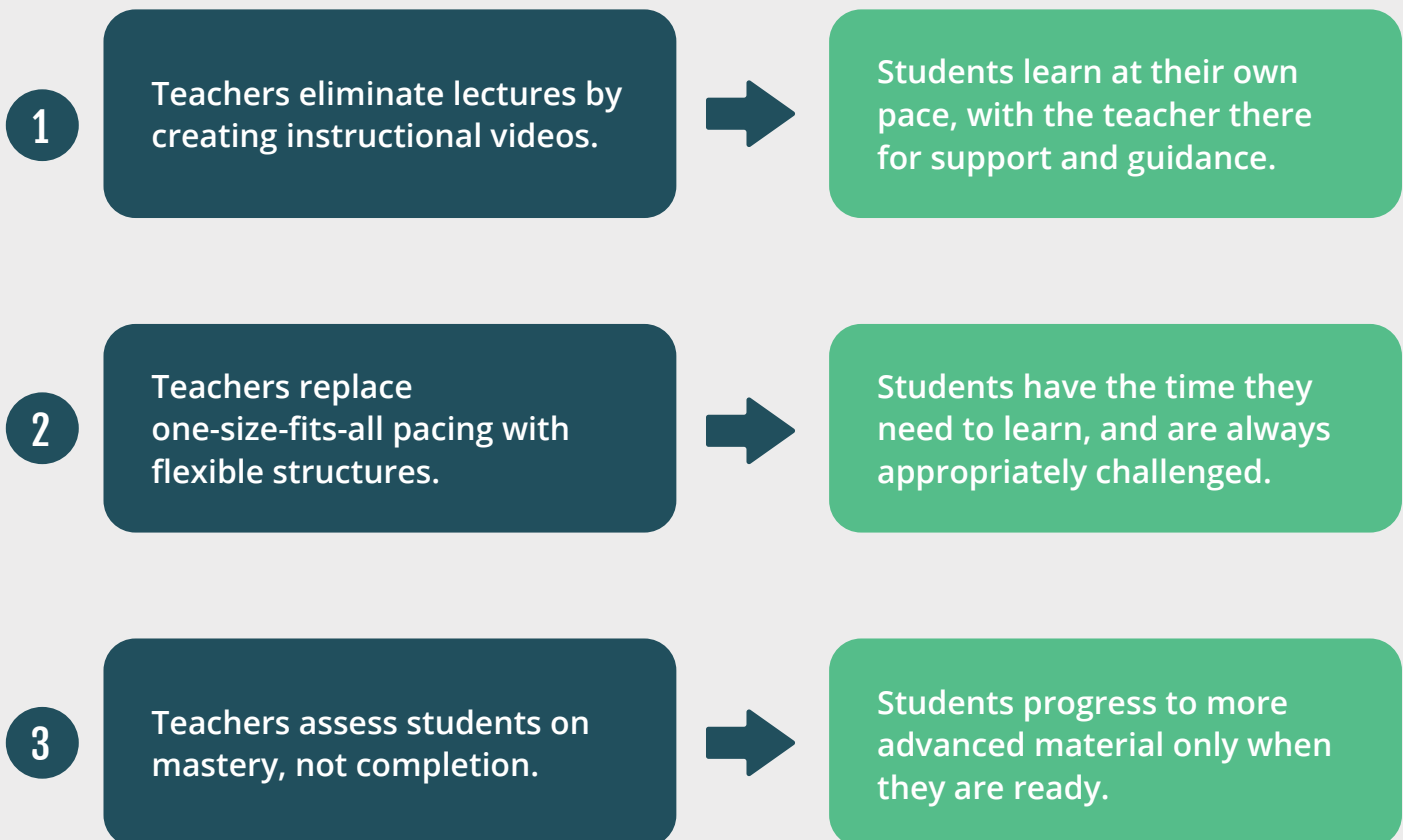 1
Teachers eliminate lectures by
creating instructional videos.
Students learn at their own
pace, with the teacher there
for support and guidance.
2
Teachers replace
one-size-fits-all pacing with
flexible structures.
Students have the time they
need to learn, and are always
appropriately challenged.
3
Teachers assess students on
mastery, not completion.
Students progress to more
advanced material only when
they are ready.